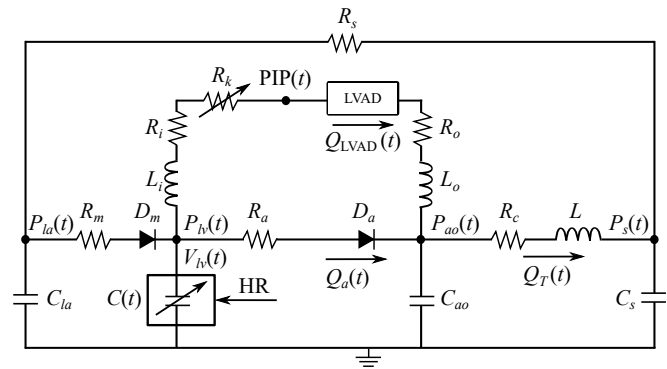 R_s
R_k PIP(t) LVAD
R_i Q_LVAD(t) R_o
L_i L_o
P_la(t) R_m D_m P_lv(t) R_a D_a P_ao(t) R_c L P_s(t)
V_lv(t) Q_a(t) Q_T(t)
C_la C(t) HR C_ao C_s